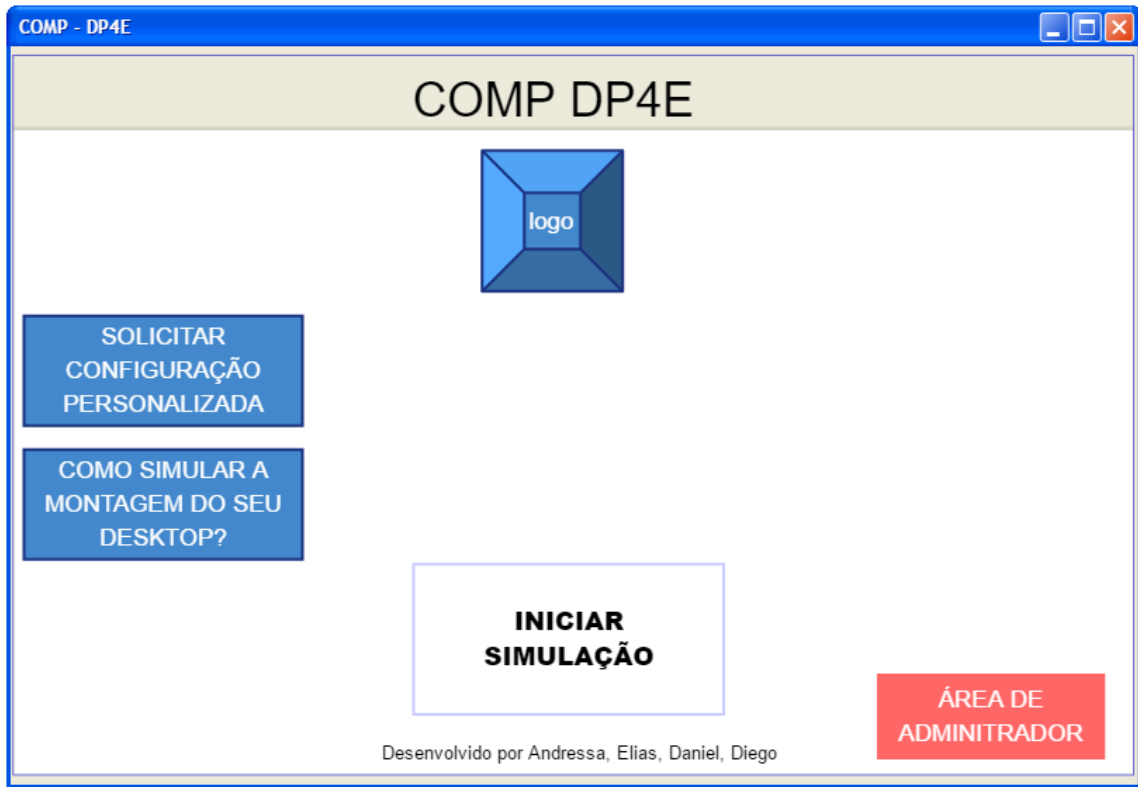 COMP - DP4E
COMP DP4E
logo
SOLICITAR
CONFIGURAÇÃO
PERSONALIZADA
COMO SIMULAR A
MONTAGEM DO SEU
DESKTOP?
INICIAR
SIMULAÇÃO
ÁREA DE
ADMINITRADOR
Desenvolvido por Andressa, Elias, Daniel, Diego